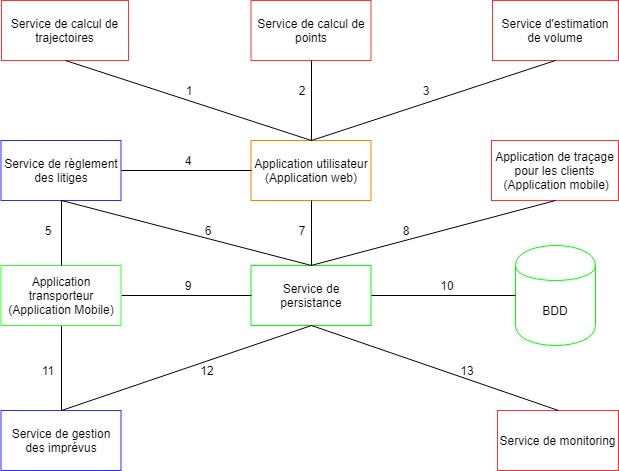 Service de calcul de
trajectoires
Service de calcul de
points
Service d'estimation
de volume
1
2
3
Service de règlement
des litiges
4
Application utilisateur
(Application web)
Application de traçage
pour les clients
(Application mobile)
5
6
7
8
Application
transporteur
(Application Mobile)
9
Service de
persistance
10
BDD
11
12
13
Service de gestion
des imprévus
Service de monitoring